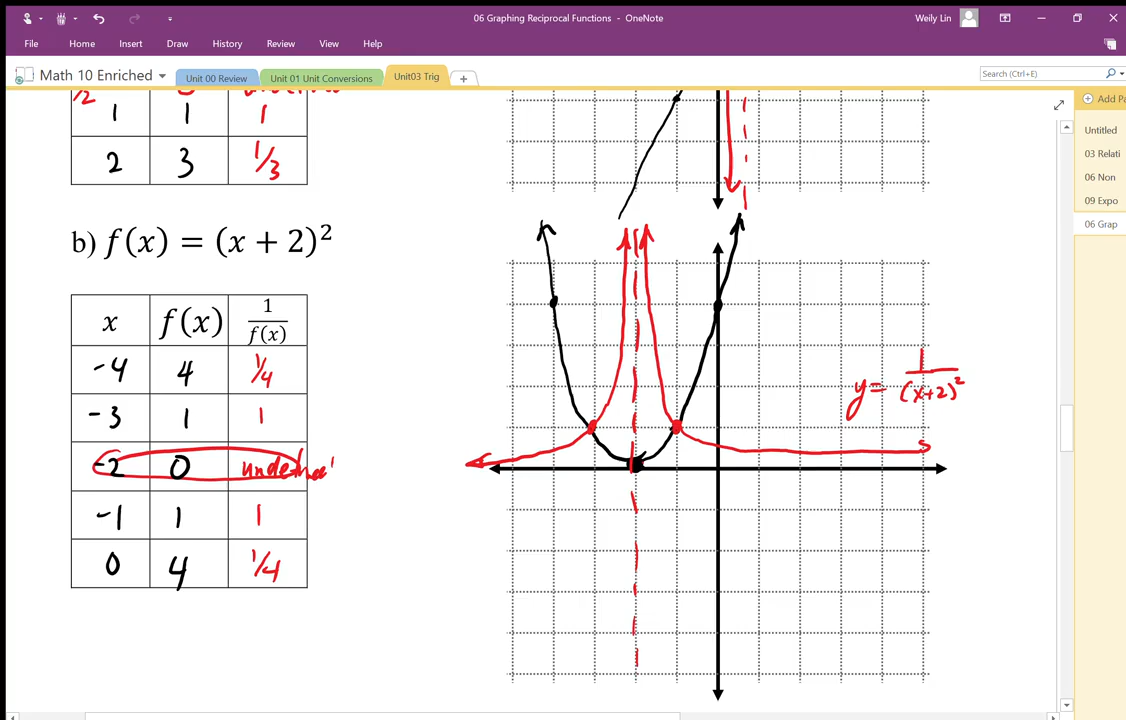 06 Graphing Reciprocal Functions - OneNote
Weily Lin
File Home Insert Draw History Review View Help
Math 10 Enriched
Unit 00 Review
Unit 01 Unit Conversions
Unit03 Trig
Search (Ctrl+E)
Add Pa
Untitled
03 Relati
06 Non
09 Expo
06 Grap
1/2
1 1 1
2 3 1/3
b) f(x) = (x + 2)²
x f(x) 1/f(x)
-4 4 1/4
-3 1 1
-2 0 undefined
-1 1 1
0 4 1/4
y = 1/(x+2)²